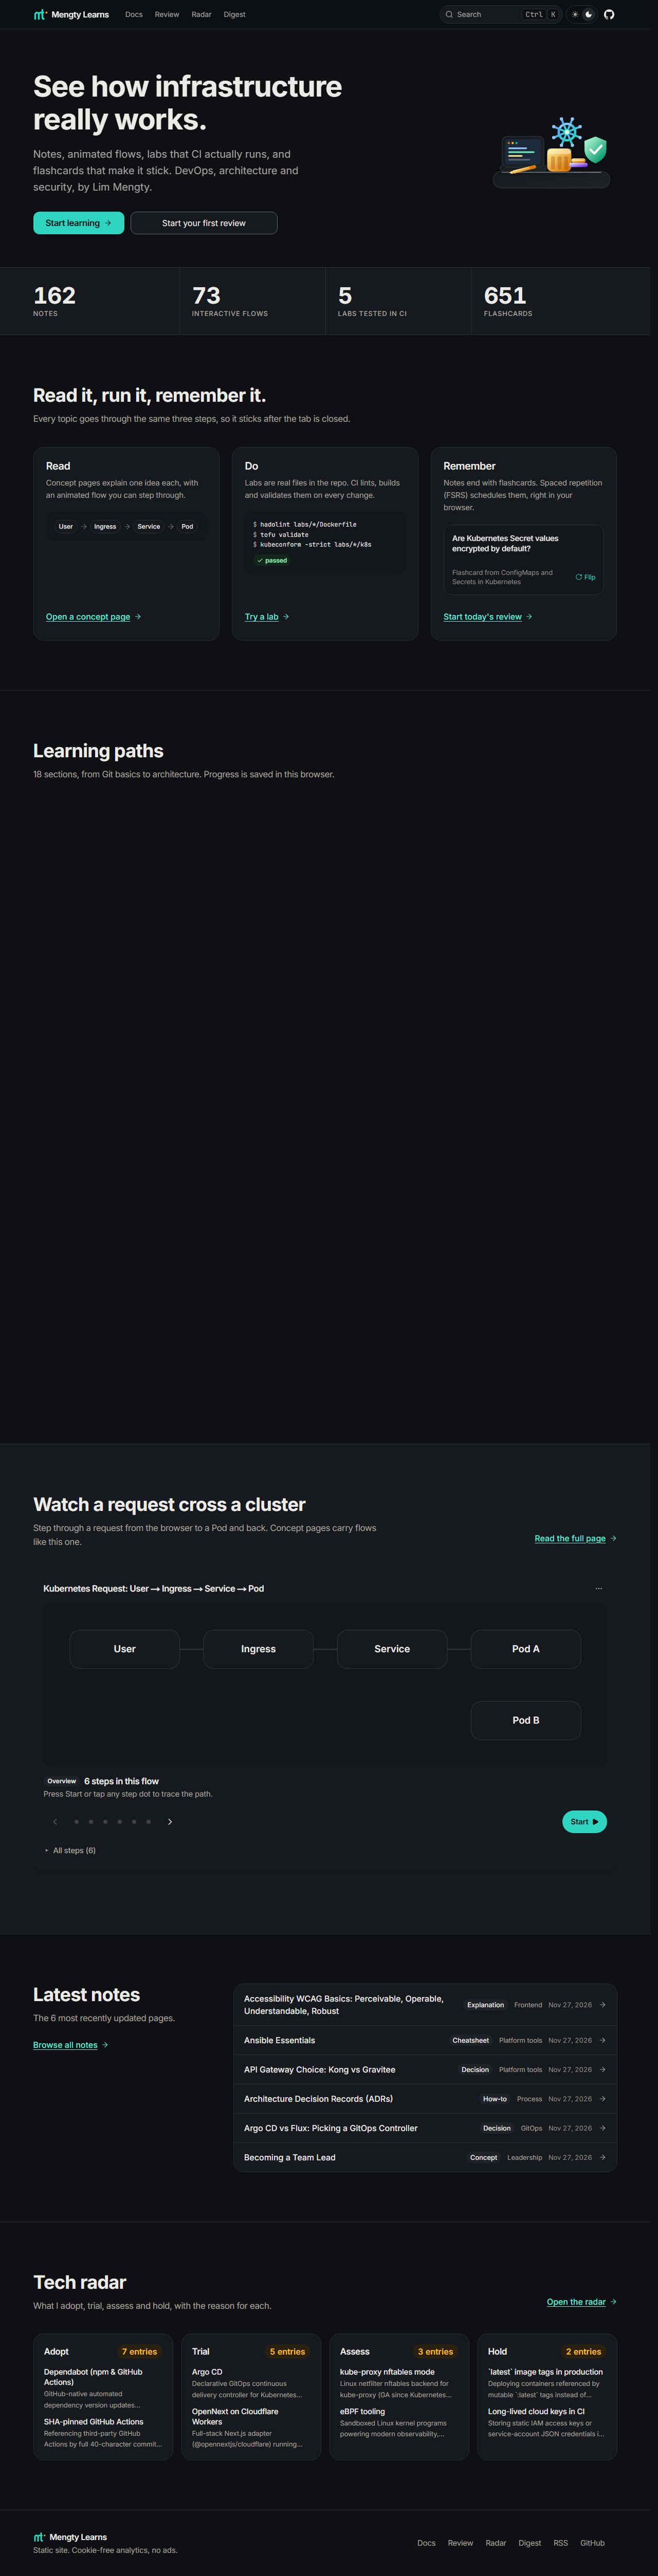 Mengty Learns
Docs
Review
Radar
Digest
Search
Ctrl K
See how infrastructure
really works.
Notes, animated flows, labs that CI actually runs, and
flashcards that make it stick. DevOps, architecture and
security, by Lim Mengty.
Start learning →
Start your first review
162
NOTES
73
INTERACTIVE FLOWS
5
LABS TESTED IN CI
651
FLASHCARDS
Read it, run it, remember it.
Every topic goes through the same three steps, so it sticks after the tab is closed.
Read
Concept pages explain one idea each, with
an animated flow you can step through.
User → Ingress → Service → Pod
Open a concept page →
Do
Labs are real files in the repo. CI lints, builds
and validates them on every change.
$ hadolint labs/*/Dockerfile
$ tofu validate
$ kubeconform -strict labs/*/k8s
✓ passed
Try a lab →
Remember
Notes end with flashcards. Spaced repetition
(FSRS) schedules them, right in your
browser.
Are Kubernetes Secret values
encrypted by default?
Flashcard from ConfigMaps and
Secrets in Kubernetes
Flip
Start today's review →
Learning paths
18 sections, from Git basics to architecture. Progress is saved in this browser.
Watch a request cross a cluster
Step through a request from the browser to a Pod and back. Concept pages carry flows
like this one.
Read the full page →
Kubernetes Request: User → Ingress → Service → Pod
...
User
Ingress
Service
Pod A
Pod B
Overview 6 steps in this flow
Press Start or tap any step dot to trace the path.
Start ▶
All steps (6)
Latest notes
The 6 most recently updated pages.
Browse all notes →
Accessibility WCAG Basics: Perceivable, Operable,
Understandable, Robust
Explanation Frontend Nov 27, 2026 →
Ansible Essentials
Cheatsheet Platform tools Nov 27, 2026 →
API Gateway Choice: Kong vs Gravitee
Decision Platform tools Nov 27, 2026 →
Architecture Decision Records (ADRs)
How-to Process Nov 27, 2026 →
Argo CD vs Flux: Picking a GitOps Controller
Decision GitOps Nov 27, 2026 →
Becoming a Team Lead
Concept Leadership Nov 27, 2026 →
Tech radar
What I adopt, trial, assess and hold, with the reason for each.
Open the radar →
Adopt
7 entries
Dependabot (npm & GitHub
Actions)
GitHub-native automated
dependency version updates...
SHA-pinned GitHub Actions
Referencing third-party GitHub
Actions by full 40-character commit...
Trial
5 entries
Argo CD
Declarative GitOps continuous
delivery controller for Kubernetes...
OpenNext on Cloudflare
Workers
Full-stack Next.js adapter
(@opennextjs/cloudflare) running...
Assess
3 entries
kube-proxy nftables mode
Linux netfilter nftables backend for
kube-proxy (GA since Kubernetes...
eBPF tooling
Sandboxed Linux kernel programs
powering modern observability,...
Hold
2 entries
`latest` image tags in production
Deploying containers referenced by
mutable `:latest` tags instead of...
Long-lived cloud keys in CI
Storing static IAM access keys or
service-account JSON credentials i...
Mengty Learns
Static site. Cookie-free analytics, no ads.
Docs
Review
Radar
Digest
RSS
GitHub